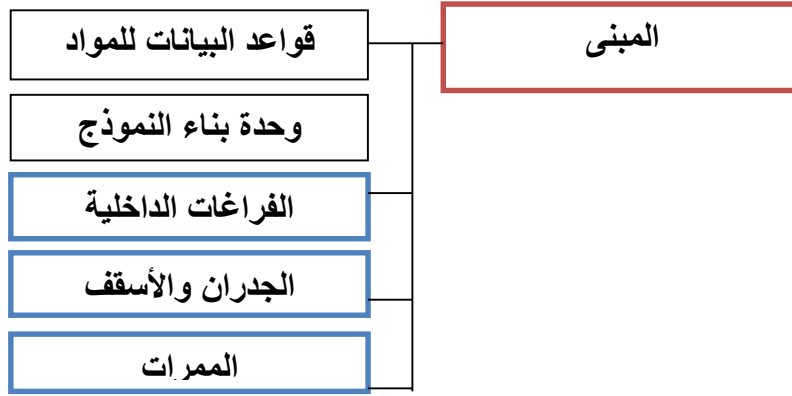 المبنى
قواعد البيانات للمواد
وحدة بناء النموذج
الفراغات الداخلية
الجدران والأسقف
الممرات